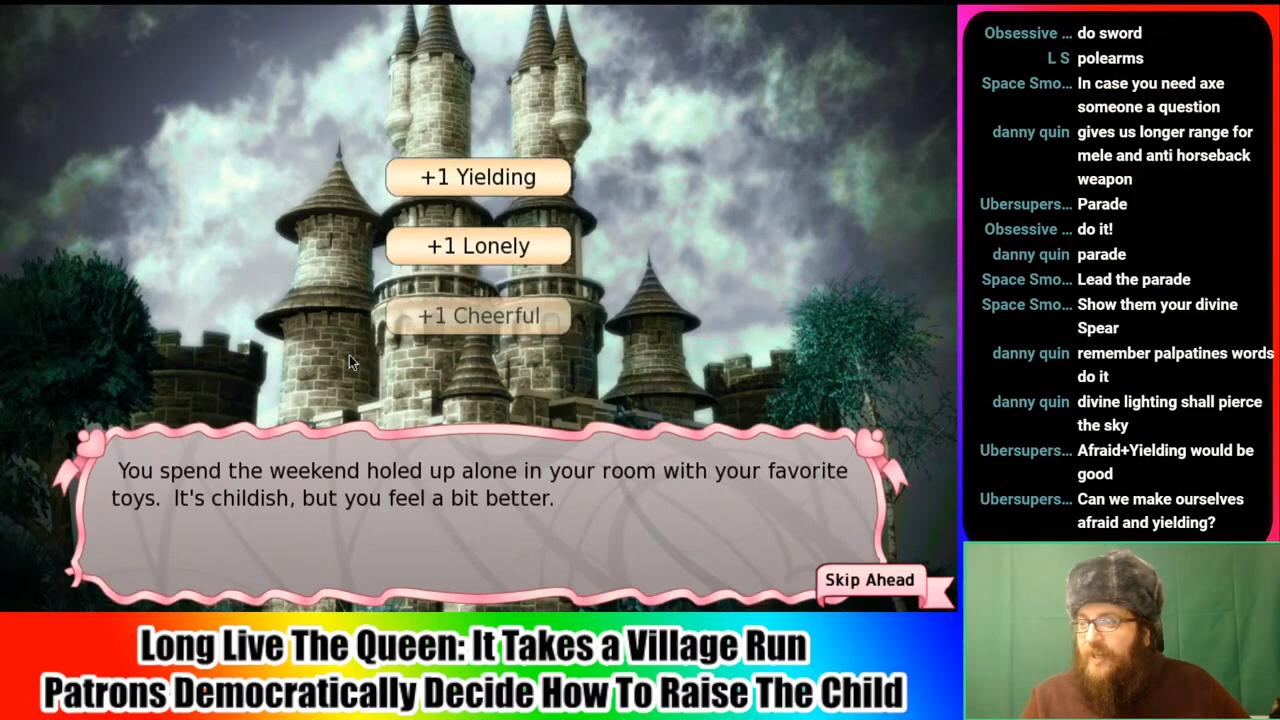 +1 Yielding
+1 Lonely
+1 Cheerful
You spend the weekend holed up alone in your room with your favorite
toys.  It's childish, but you feel a bit better.
Skip Ahead
Long Live The Queen: It Takes a Village Run
Patrons Democratically Decide How To Raise The Child
Obsessive ... do sword
L S polearms
Space Smo... In case you need axe
someone a question
danny quin gives us longer range for
mele and anti horseback
weapon
Ubersupers... Parade
Obsessive ... do it!
danny quin parade
Space Smo... Lead the parade
Space Smo... Show them your divine
Spear
danny quin remember palpatines words
do it
danny quin divine lighting shall pierce
the sky
Ubersupers... Afraid+Yielding would be
good
Ubersupers... Can we make ourselves
afraid and yielding?